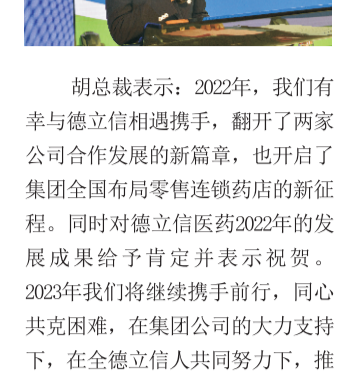 胡总裁表示：2022年，我们有
幸与德立信相遇携手，翻开了两家
公司合作发展的新篇章，也开启了
集团全国布局零售连锁药店的新征
程。同时对德立信医药2022年的发
展成果给予肯定并表示祝贺。
2023年我们将继续携手前行，同心
共克困难，在集团公司的大力支持
下，在全德立信人共同努力下，推